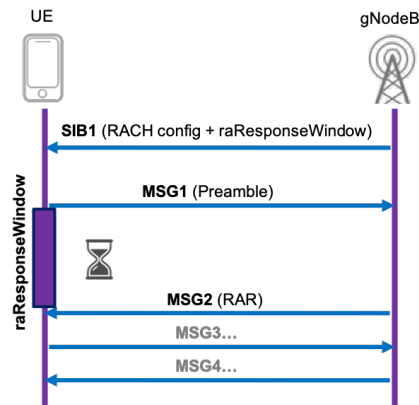 UE
gNodeB
SIB1 (RACH config + raResponseWindow)
MSG1 (Preamble)
raResponseWindow
MSG2 (RAR)
MSG3...
MSG4...